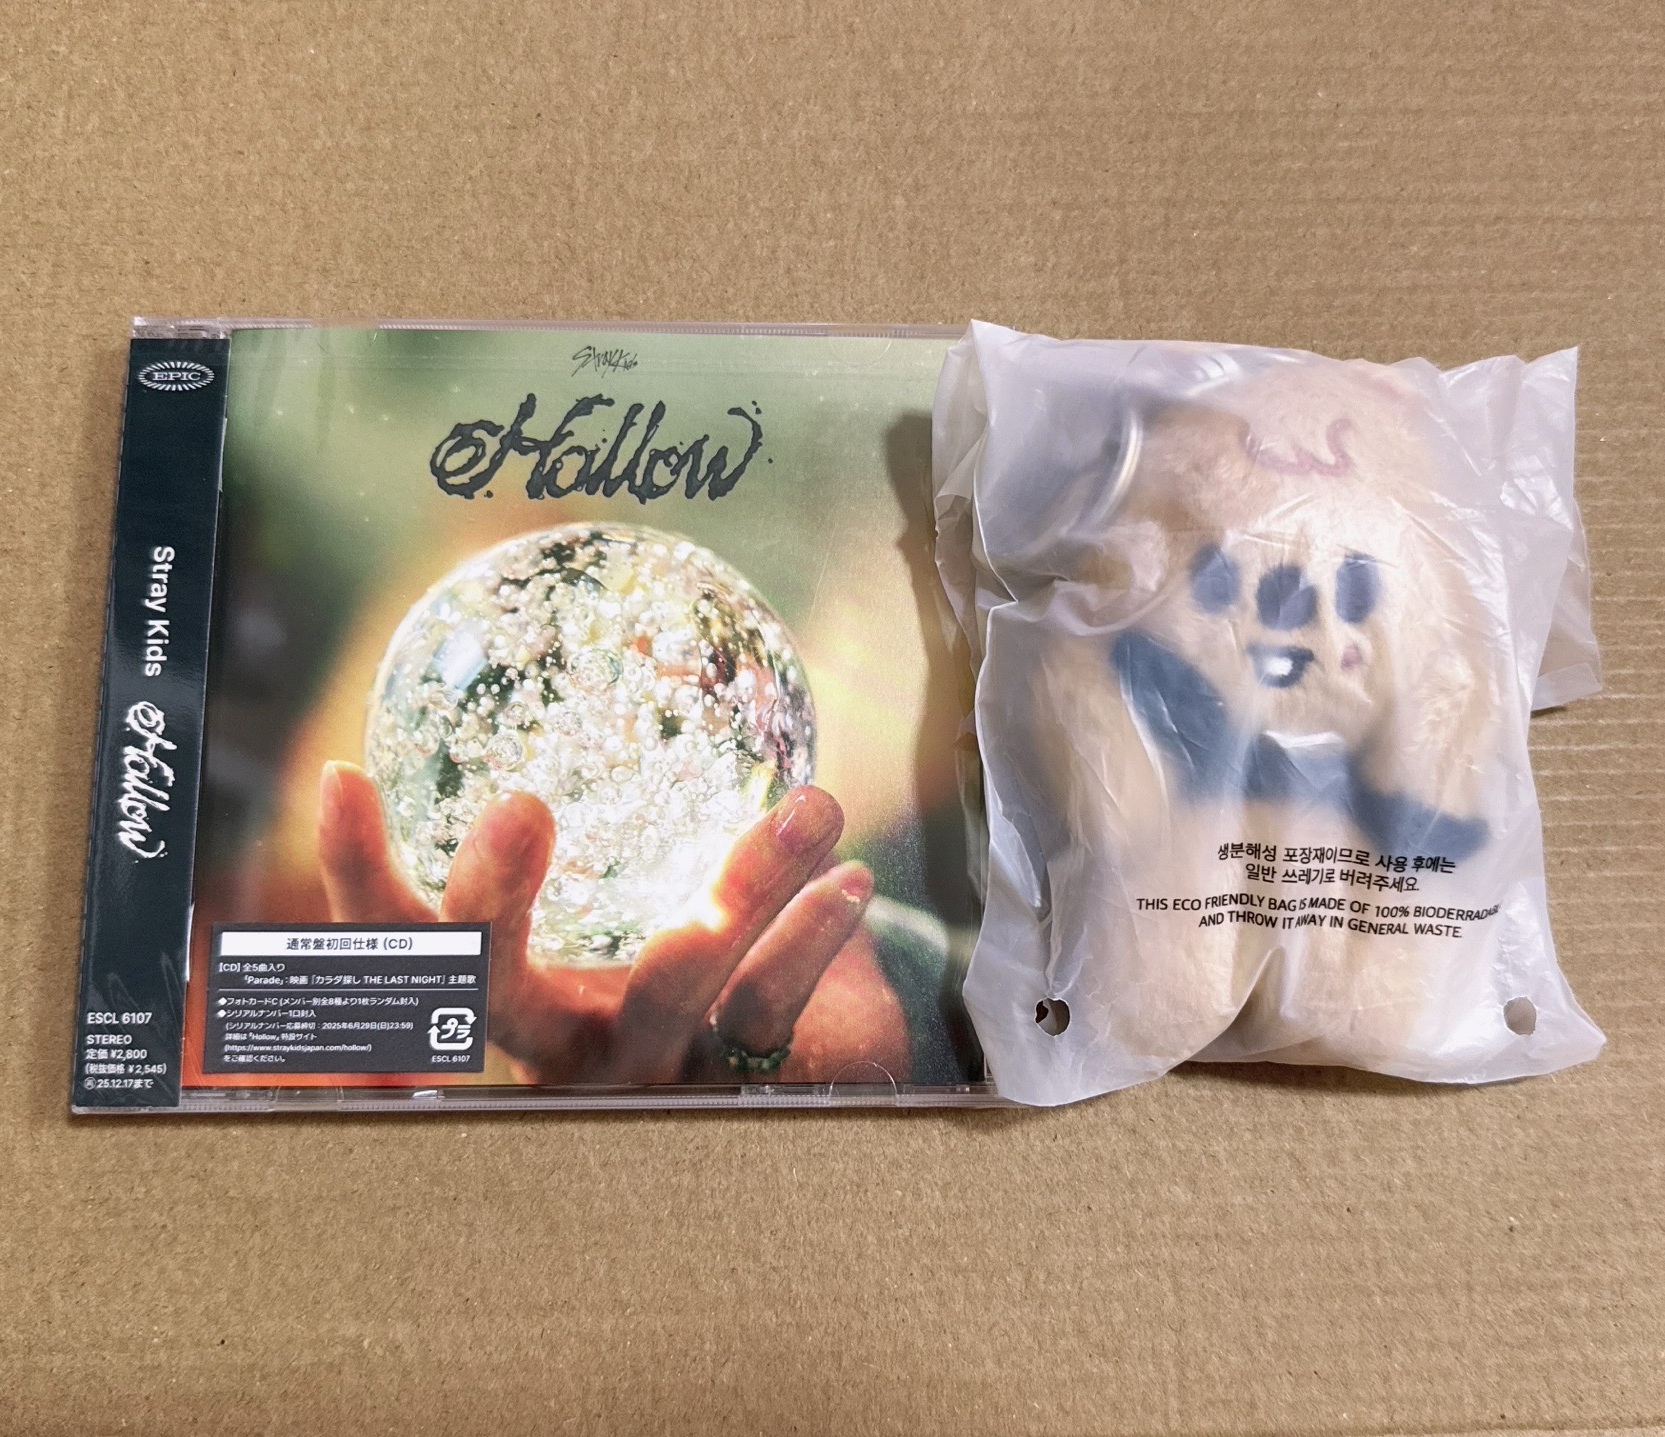 EPIC
Stray Kids
Hollow
ESCL 6107
STEREO
定価 ¥2,800
(税抜価格 ¥2,545)
再 25.12.17まで
Stray Kids
Hollow
通常盤初回仕様 (CD)
【CD】全5曲入り
「Parade」:映画「カラダ探し THE LAST NIGHT」主題歌
◆フォトカードC (メンバー別全8種より1枚ランダム封入)
◆シリアルナンバー1口封入
(シリアルナンバー応募締切:2025年6月29日(日)23:59)
詳細は「Hollow」特設サイト
(https://www.straykidsjapan.com/hollow/)
をご確認ください。
プラ
ESCL 6107
생분해성 포장재이므로 사용 후에는
일반 쓰레기로 버려주세요.
THIS ECO FRIENDLY BAG IS MADE OF 100% BIODERRADABL
AND THROW IT AWAY IN GENERAL WASTE.